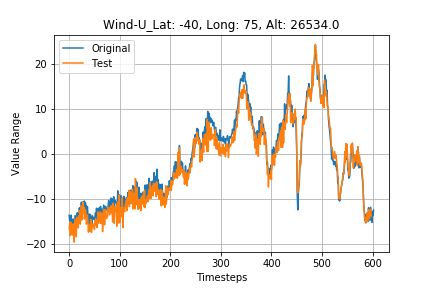 Wind-U_Lat: -40, Long: 75, Alt: 26534.0
Original
Test
Value Range
20
10
0
−10
−20
0 100 200 300 400 500 600
Timesteps